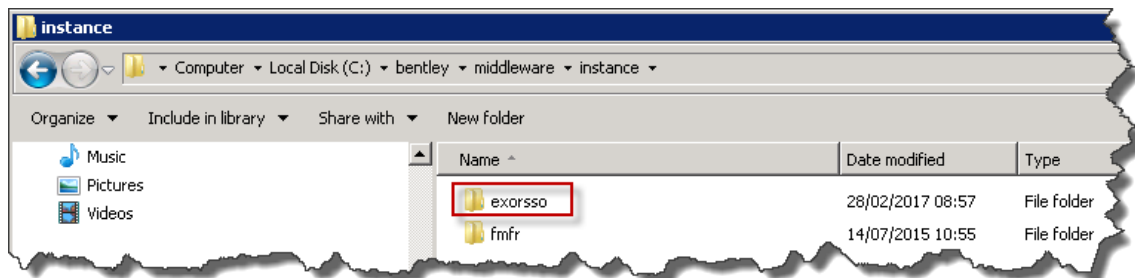 instance
Computer Local Disk (C:) bentley middleware instance
Organize Include in library Share with New folder
Music
Pictures
Videos
Name Date modified Type
exorsso 28/02/2017 08:57 File folder
fmfr 14/07/2015 10:55 File folder